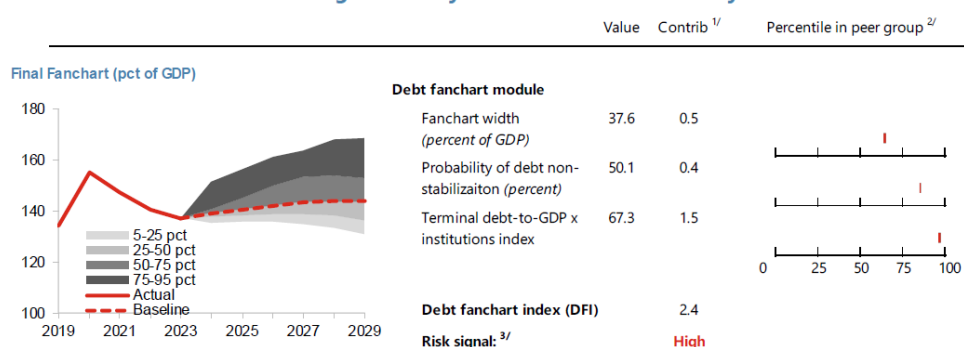 Value Contrib 1/ Percentile in peer group 2/
Final Fanchart (pct of GDP)
Debt fanchart module
180
160
140
120
100
5-25 pct
25-50 pct
50-75 pct
75-95 pct
Actual
Baseline
2019 2021 2023 2025 2027 2029
Fanchart width 37.6 0.5
(percent of GDP)
Probability of debt non- 50.1 0.4
stabilizaiton (percent)
Terminal debt-to-GDP x 67.3 1.5
institutions index
0 25 50 75 100
Debt fanchart index (DFI) 2.4
Risk signal: 3/ High